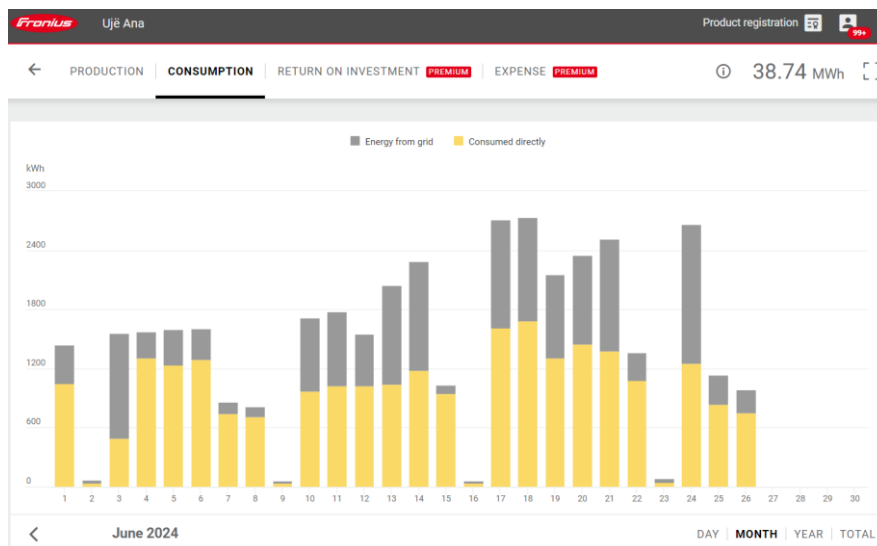 Fronius Ujë Ana Product registration 99+
PRODUCTION CONSUMPTION RETURN ON INVESTMENT PREMIUM EXPENSE PREMIUM 38.74 MWh
Energy from grid Consumed directly
kWh
3000
2400
1800
1200
600
0
1 2 3 4 5 6 7 8 9 10 11 12 13 14 15 16 17 18 19 20 21 22 23 24 25 26 27 28 29 30
June 2024 DAY MONTH YEAR TOTAL